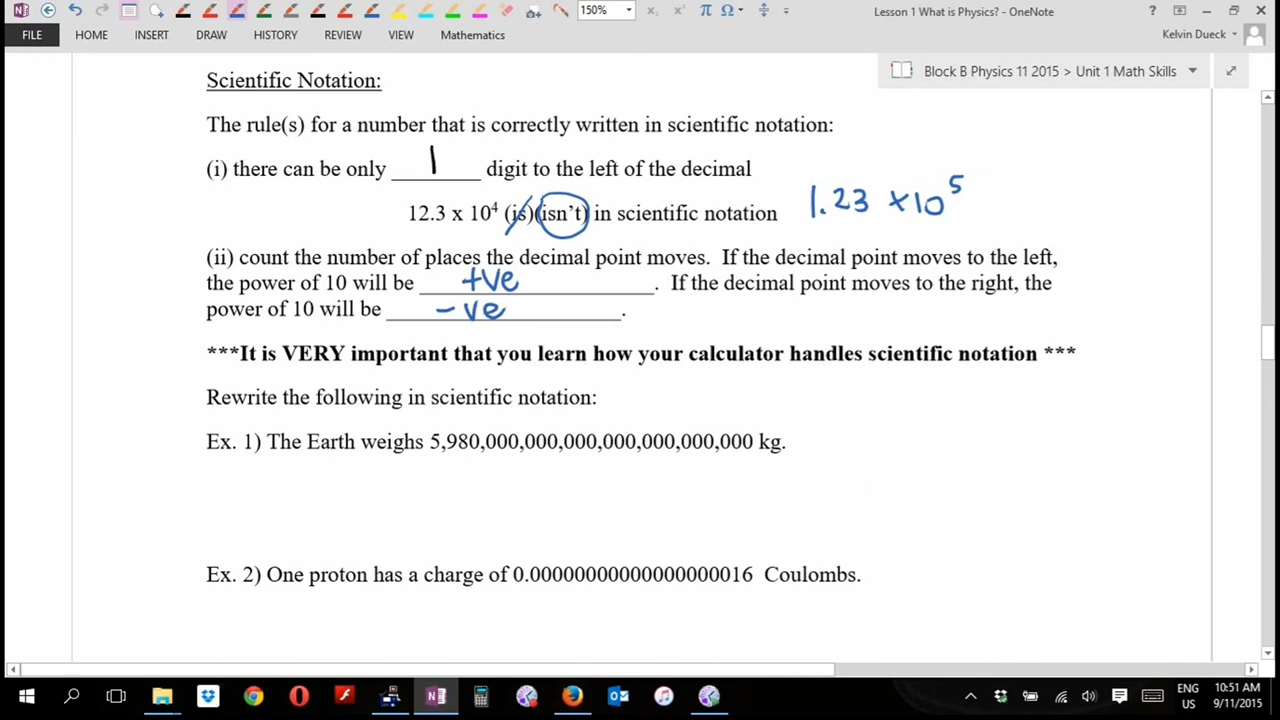 150%
Lesson 1 What is Physics? - OneNote
FILE HOME INSERT DRAW HISTORY REVIEW VIEW Mathematics
Kelvin Dueck
Block B Physics 11 2015 > Unit 1 Math Skills
Scientific Notation:
The rule(s) for a number that is correctly written in scientific notation:
(i) there can be only 1 digit to the left of the decimal
12.3 x 10⁴ (is)(isn't) in scientific notation 1.23 x10⁵
(ii) count the number of places the decimal point moves. If the decimal point moves to the left,
the power of 10 will be +ve. If the decimal point moves to the right, the
power of 10 will be -ve.
***It is VERY important that you learn how your calculator handles scientific notation ***
Rewrite the following in scientific notation:
Ex. 1) The Earth weighs 5,980,000,000,000,000,000,000,000 kg.
Ex. 2) One proton has a charge of 0.00000000000000000016 Coulombs.
ENG 10:51 AM
US 9/11/2015